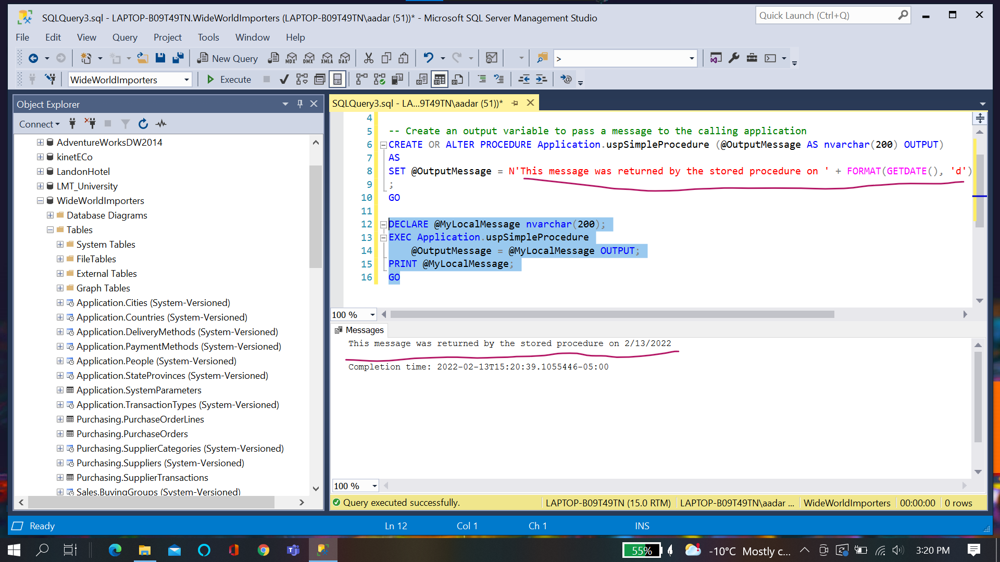 SQLQuery3.sql - LAPTOP-B09T49TN.WideWorldImporters (LAPTOP-B09T49TN\aadar (51))* - Microsoft SQL Server Management Studio
Quick Launch (Ctrl+Q)
File Edit View Query Project Tools Window Help
New Query MDX DMX XMLA DAX >
WideWorldImporters Execute
Object Explorer
Connect
AdventureWorksDW2014
kinetECo
LandonHotel
LMT_University
WideWorldImporters
Database Diagrams
Tables
System Tables
FileTables
External Tables
Graph Tables
Application.Cities (System-Versioned)
Application.Countries (System-Versioned)
Application.DeliveryMethods (System-Versioned)
Application.PaymentMethods (System-Versioned)
Application.People (System-Versioned)
Application.StateProvinces (System-Versioned)
Application.SystemParameters
Application.TransactionTypes (System-Versioned)
Purchasing.PurchaseOrderLines
Purchasing.PurchaseOrders
Purchasing.SupplierCategories (System-Versioned)
Purchasing.Suppliers (System-Versioned)
Purchasing.SupplierTransactions
Sales.BuyingGroups (System-Versioned)
SQLQuery3.sql - LA...9T49TN\aadar (51))*
4
5 -- Create an output variable to pass a message to the calling application
6 CREATE OR ALTER PROCEDURE Application.uspSimpleProcedure (@OutputMessage AS nvarchar(200) OUTPUT)
7 AS
8 SET @OutputMessage = N'This message was returned by the stored procedure on ' + FORMAT(GETDATE(), 'd')
9 ;
10 GO
11
12 DECLARE @MyLocalMessage nvarchar(200);
13 EXEC Application.uspSimpleProcedure
14 @OutputMessage = @MyLocalMessage OUTPUT;
15 PRINT @MyLocalMessage;
16 GO
100 %
Messages
This message was returned by the stored procedure on 2/13/2022
Completion time: 2022-02-13T15:20:39.1055446-05:00
100 %
Query executed successfully. LAPTOP-B09T49TN (15.0 RTM) LAPTOP-B09T49TN\aadar ... WideWorldImporters 00:00:00 0 rows
Ready Ln 12 Col 1 Ch 1 INS
55% -10°C Mostly c... 3:20 PM